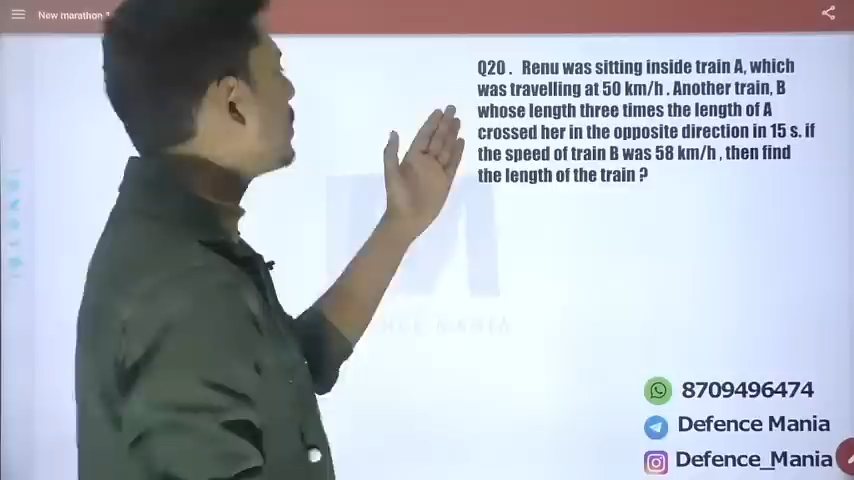 New marathon
Q20 . Renu was sitting inside train A, which
was travelling at 50 km/h . Another train, B
whose length three times the length of A
crossed her in the opposite direction in 15 s. if
the speed of train B was 58 km/h , then find
the length of the train ?
8709496474
Defence Mania
Defence_Mania